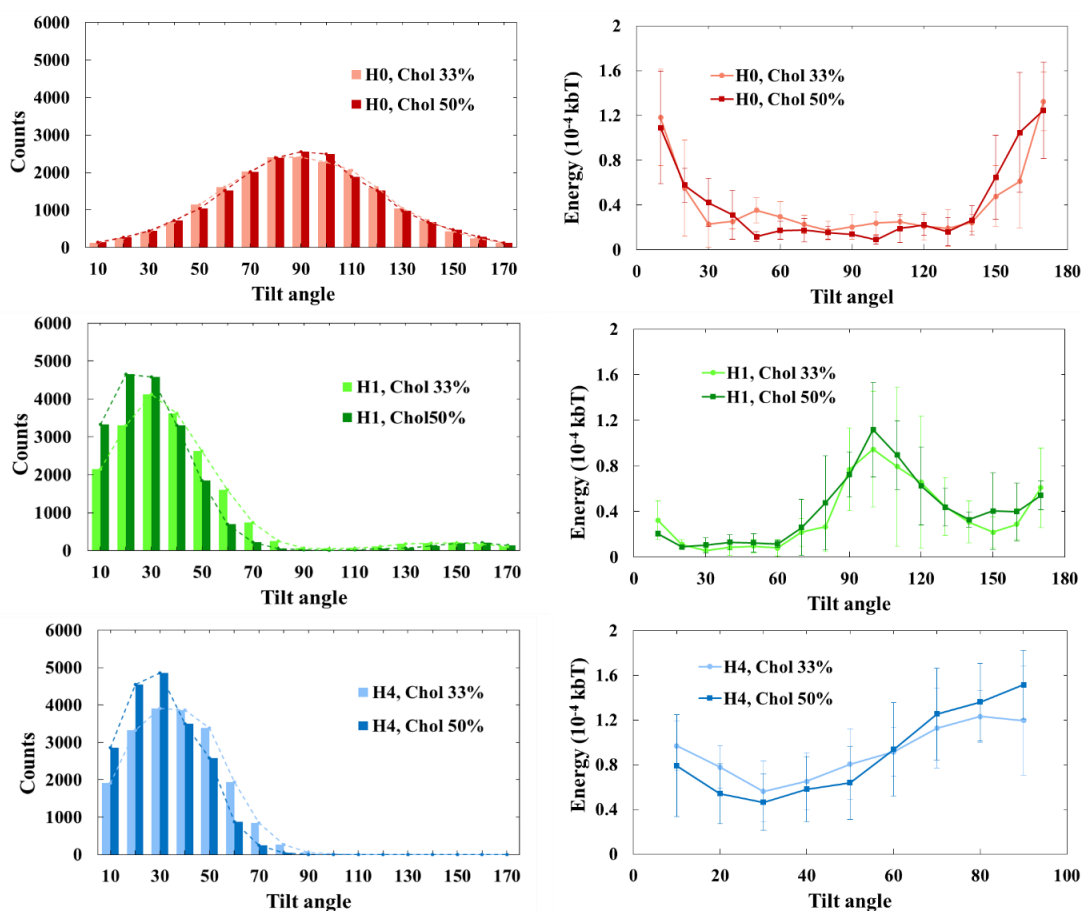 6000
5000
4000
3000
2000
1000
0
Counts
H0, Chol 33%
H0, Chol 50%
10 30 50 70 90 110 130 150 170
Tilt angle
2
1.6
1.2
0.8
0.4
0
Energy (10⁻⁴ kbT)
H0, Chol 33%
H0, Chol 50%
0 30 60 90 120 150 180
Tilt angel
6000
5000
4000
3000
2000
1000
0
Counts
H1, Chol 33%
H1, Chol50%
10 30 50 70 90 110 130 150 170
Tilt angle
2
1.6
1.2
0.8
0.4
0
Energy (10⁻⁴ kbT)
H1, Chol 33%
H1, Chol 50%
0 30 60 90 120 150 180
Tilt angle
6000
5000
4000
3000
2000
1000
0
Counts
H4, Chol 33%
H4, Chol 50%
10 30 50 70 90 110 130 150 170
Tilt angle
2
1.6
1.2
0.8
0.4
0
Energy (10⁻⁴ kbT)
H4, Chol 33%
H4, Chol 50%
0 20 40 60 80 100
Tilt angle